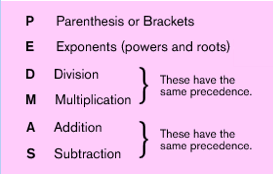 P Parenthesis or Brackets
E Exponents (powers and roots)
D Division
M Multiplication
These have the
same precedence.
A Addition
S Subtraction
These have the
same precedence.